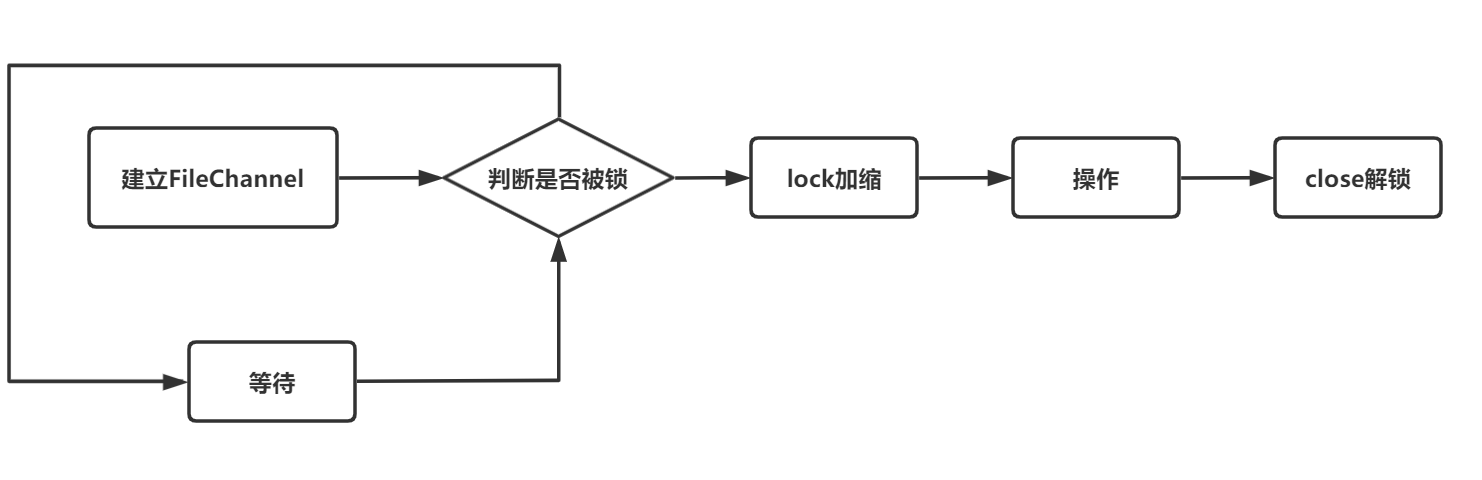 建立FileChannel
判断是否被锁
lock加缩
操作
close解锁
等待